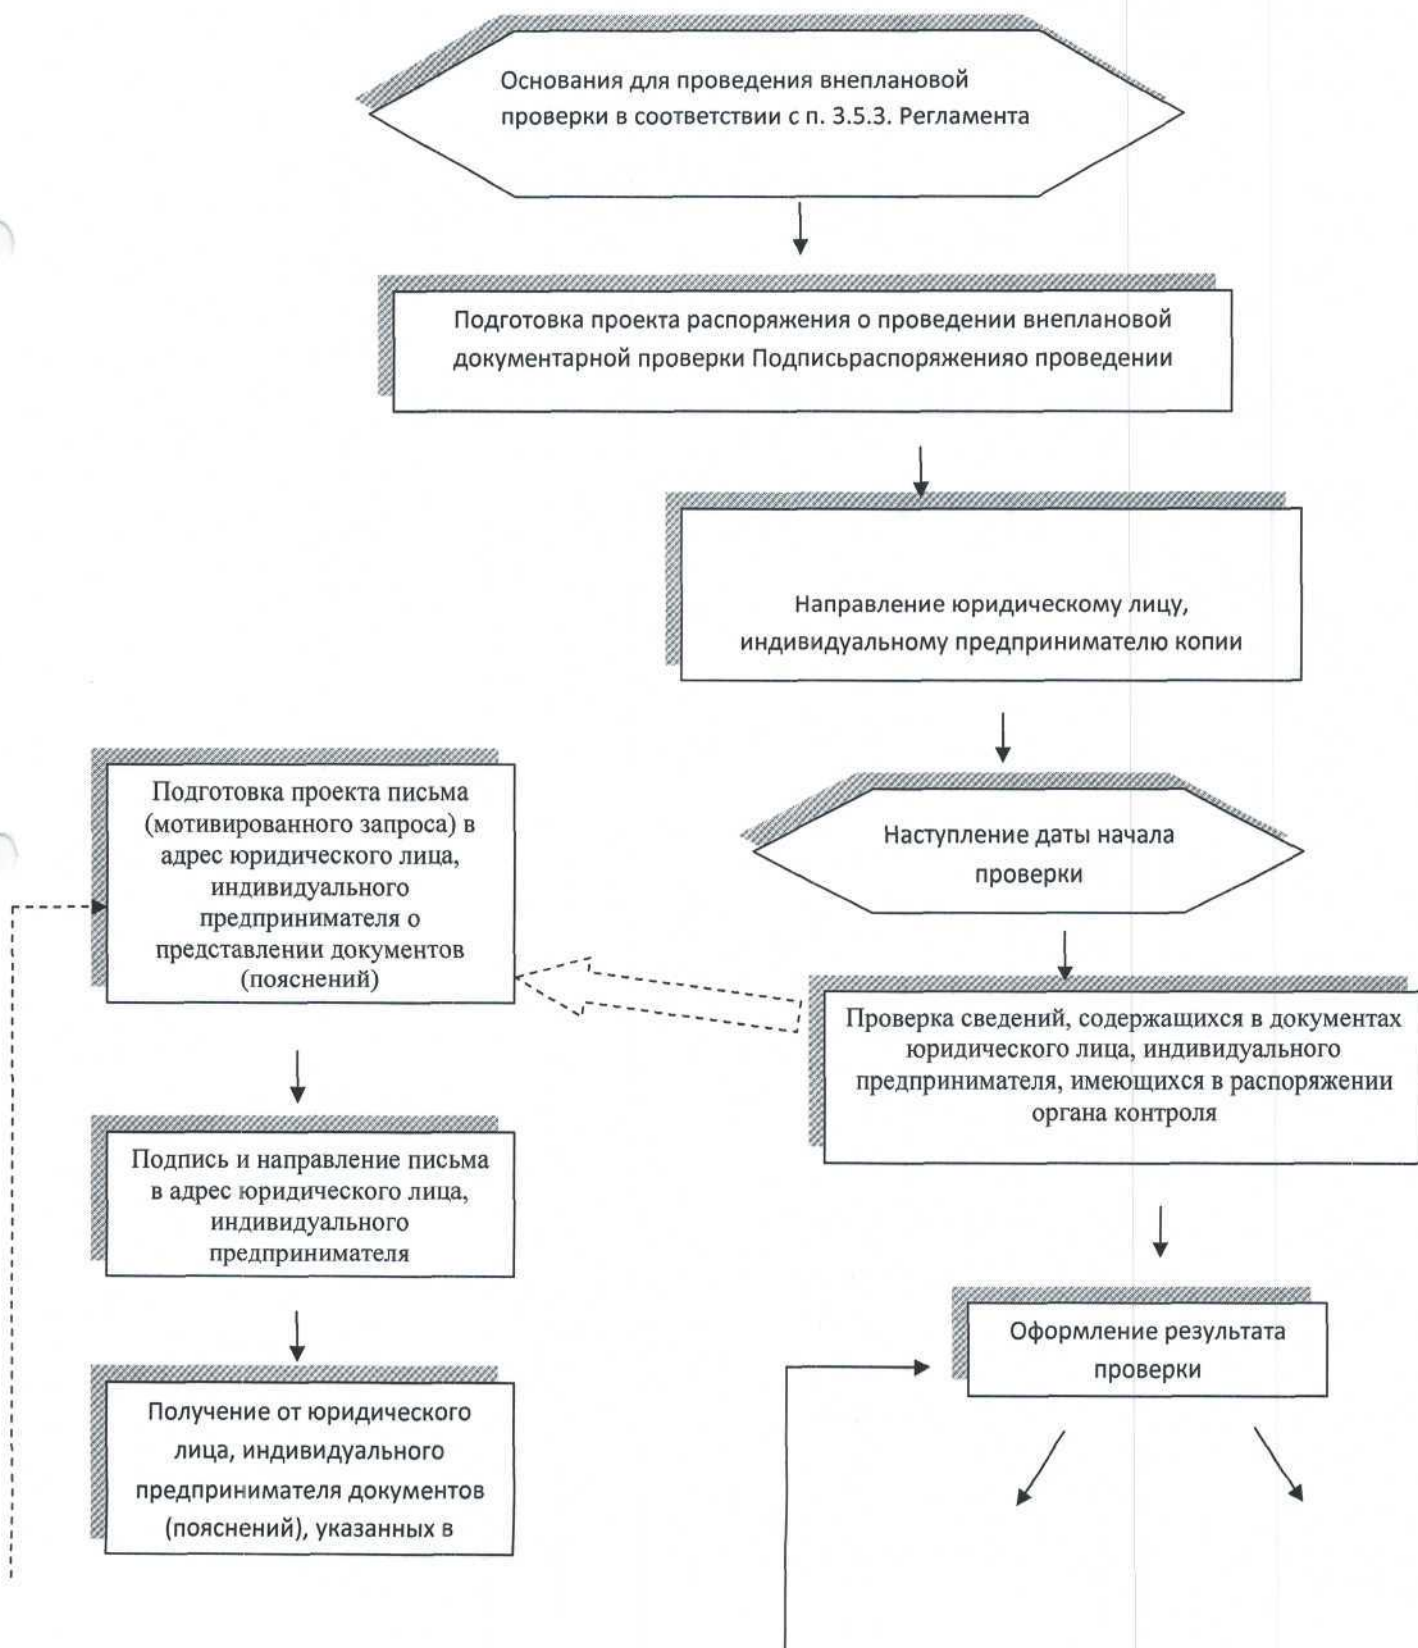 Основания для проведения внеплановой
проверки в соответствии с п. 3.5.3. Регламента
Подготовка проекта распоряжения о проведении внеплановой
документарной проверки Подписьраспоряженияо проведении
Направление юридическому лицу,
индивидуальному предпринимателю копии
Наступление даты начала
проверки
Подготовка проекта письма
(мотивированного запроса) в
адрес юридического лица,
индивидуального
предпринимателя о
представлении документов
(пояснений)
Проверка сведений, содержащихся в документах
юридического лица, индивидуального
предпринимателя, имеющихся в распоряжении
органа контроля
Подпись и направление письма
в адрес юридического лица,
индивидуального
предпринимателя
Оформление результата
проверки
Получение от юридического
лица, индивидуального
предпринимателя документов
(пояснений), указанных в